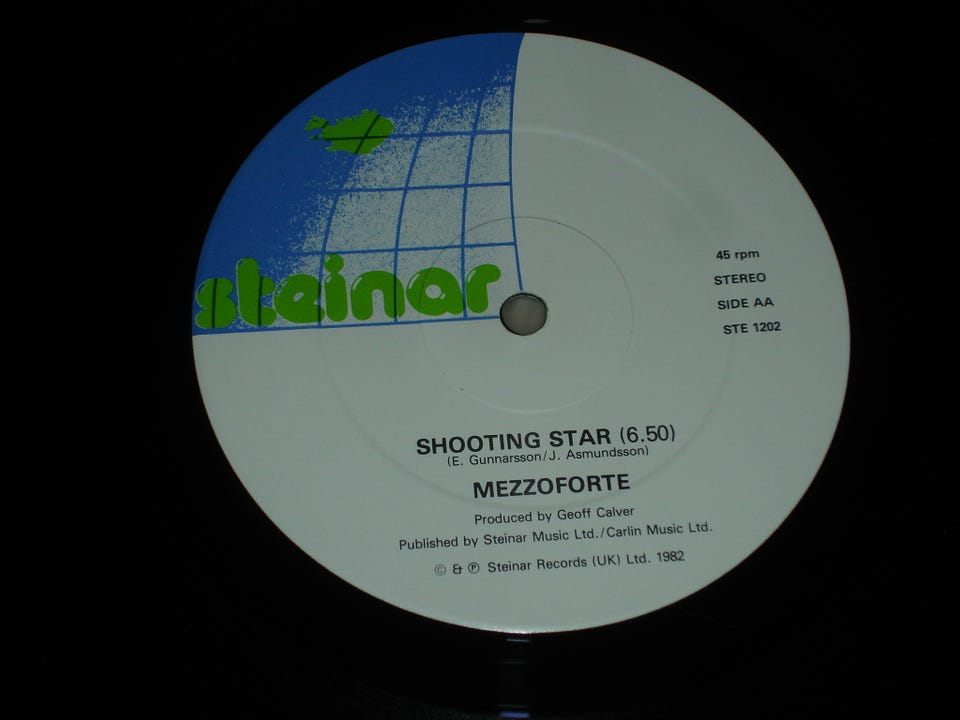 steinar
45 rpm
STEREO
SIDE AA
STE 1202
SHOOTING STAR (6.50)
(E. Gunnarsson/J. Asmundsson)
MEZZOFORTE
Produced by Geoff Calver
Published by Steinar Music Ltd./Carlin Music Ltd.
© & ℗ Steinar Records (UK) Ltd. 1982